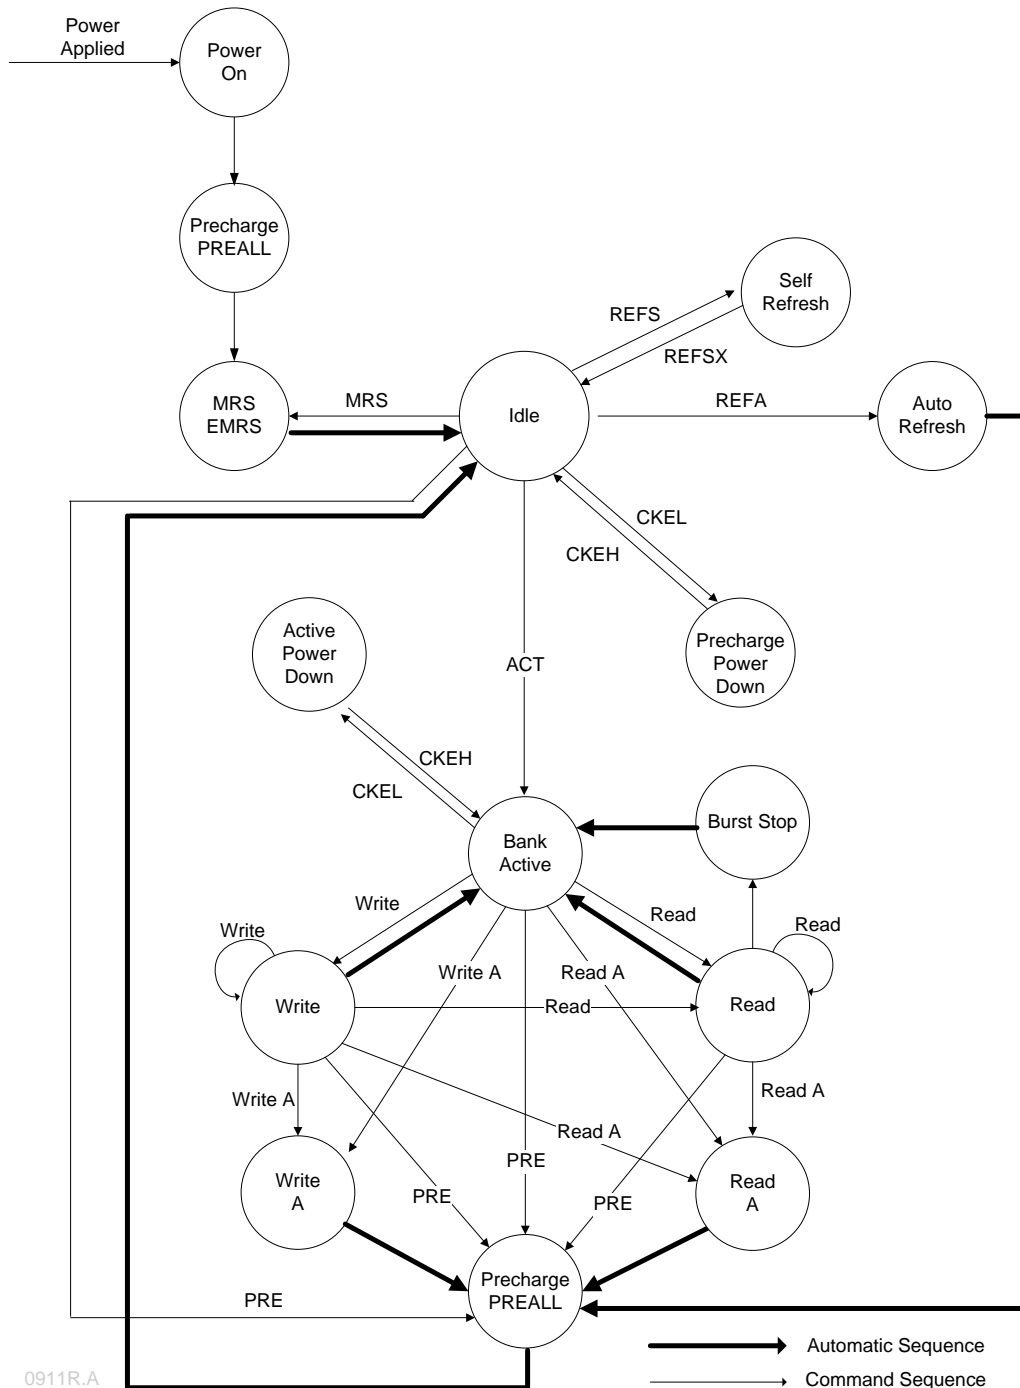 Power
Applied
Power
On
Precharge
PREALL
Self
Refresh
REFS
REFSX
MRS
EMRS
MRS
Idle
REFA
Auto
Refresh
CKEL
CKEH
Active
Power
Down
Precharge
Power
Down
ACT
CKEH
CKEL
Burst Stop
Bank
Active
Write
Read
Write
Read
Write A
Read A
Write
Read
Read
Write A
Read A
Read A
PRE
Write
A
Read
A
PRE
PRE
Precharge
PREALL
PRE
Automatic Sequence
Command Sequence
0911R.A